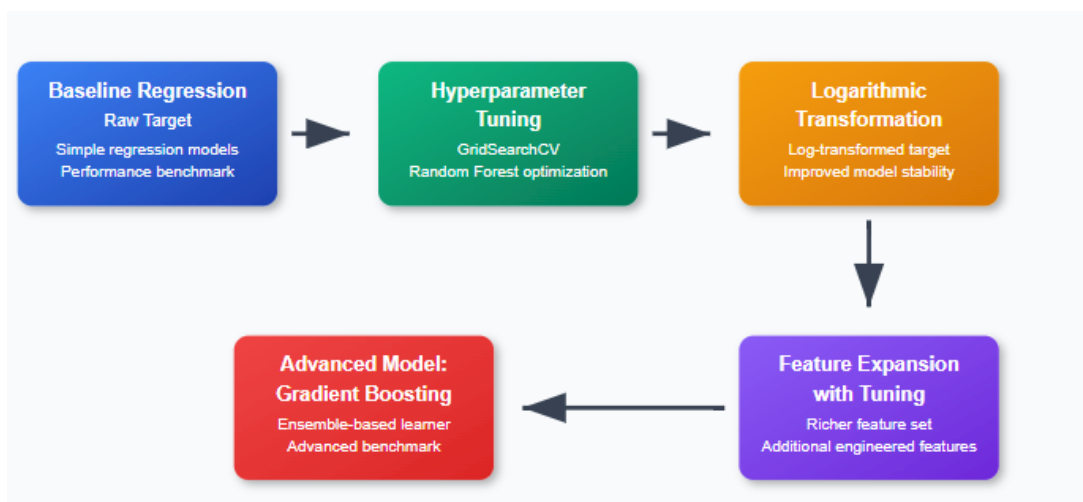 Baseline Regression
Raw Target
Simple regression models
Performance benchmark
Hyperparameter
Tuning
GridSearchCV
Random Forest optimization
Logarithmic
Transformation
Log-transformed target
Improved model stability
Feature Expansion
with Tuning
Richer feature set
Additional engineered features
Advanced Model:
Gradient Boosting
Ensemble-based learner
Advanced benchmark